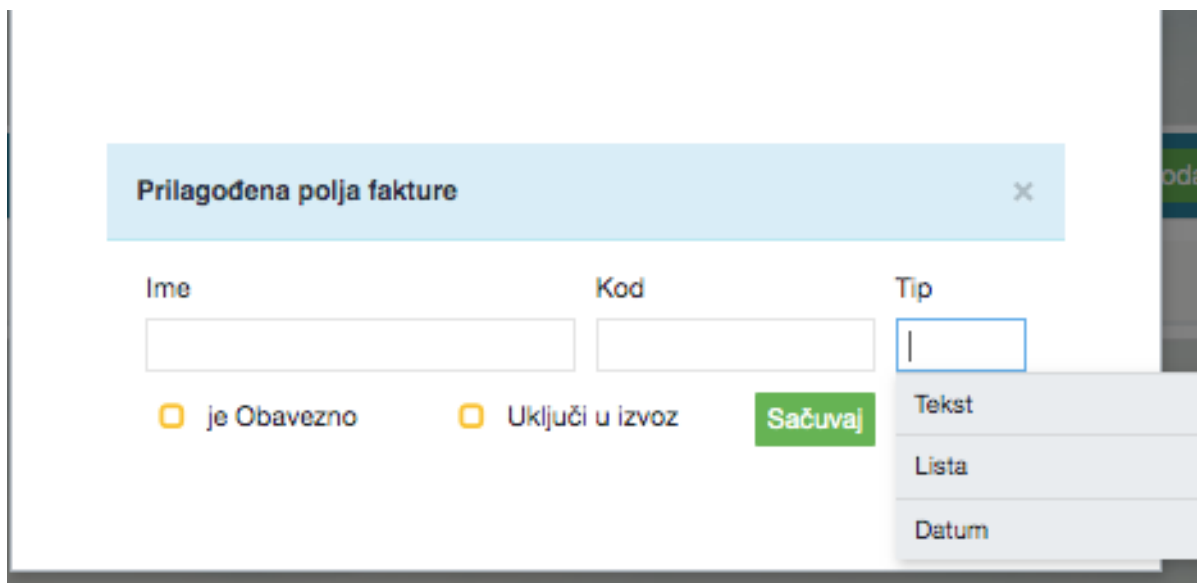 Prilagođena polja fakture
Ime Kod Tip
je Obavezno Uključi u izvoz Sačuvaj
Tekst
Lista
Datum